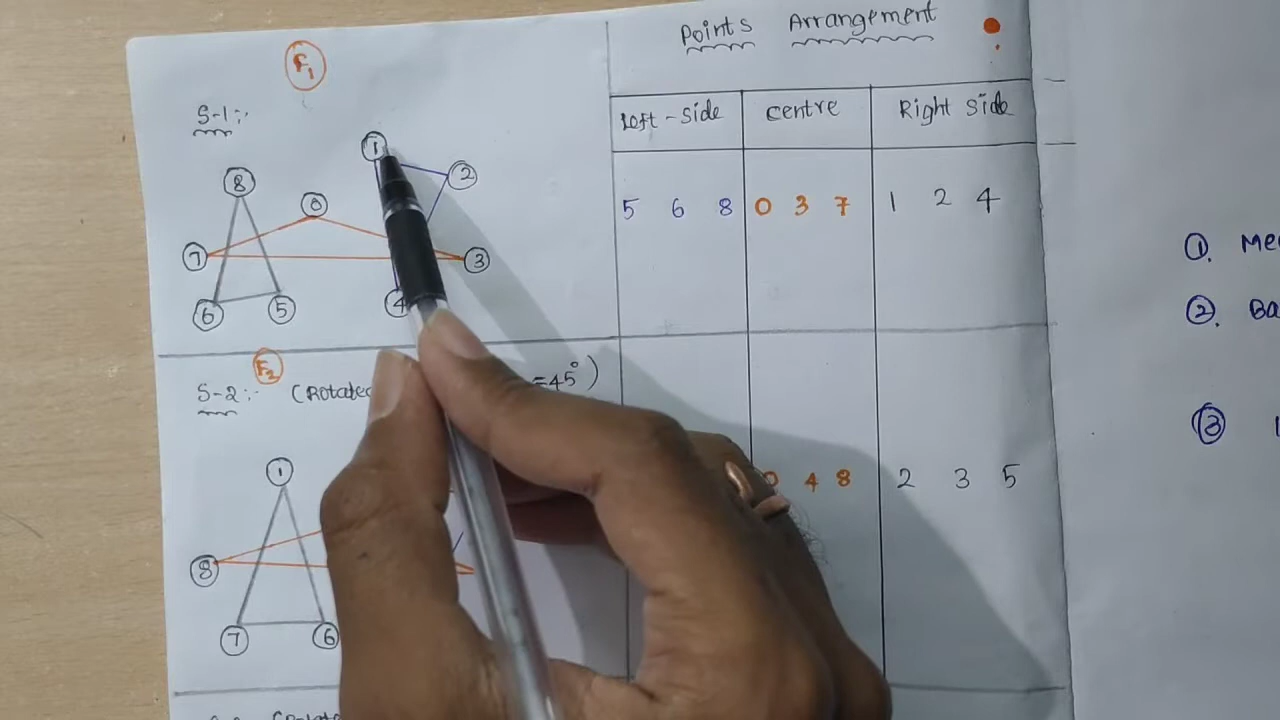 F1
Points Arrangement
S-1:-
Left-side Centre Right Side
1
2
8
0
5 6 8 0 3 7 1 2 4
7
3
6
5
4
①. Me
②. Ba
F2
S-2:- (Rotated =45°)
③
1
0 4 8 2 3 5
8
7
6